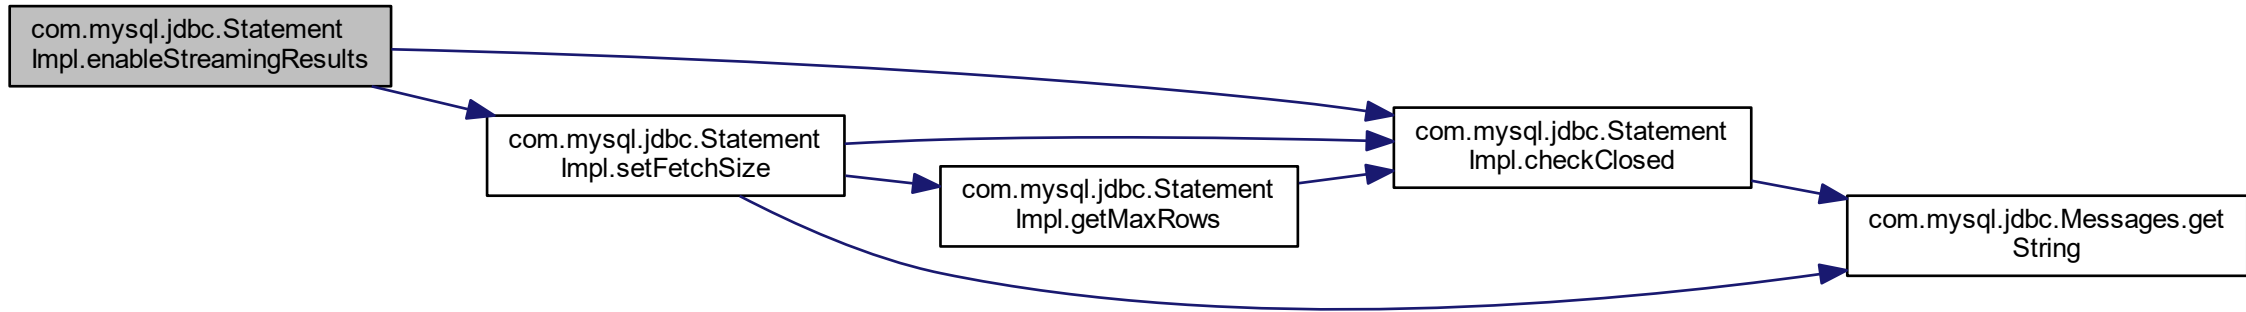 com.mysql.jdbc.Statement
Impl.enableStreamingResults
com.mysql.jdbc.Statement
Impl.setFetchSize
com.mysql.jdbc.Statement
Impl.getMaxRows
com.mysql.jdbc.Statement
Impl.checkClosed
com.mysql.jdbc.Messages.get
String